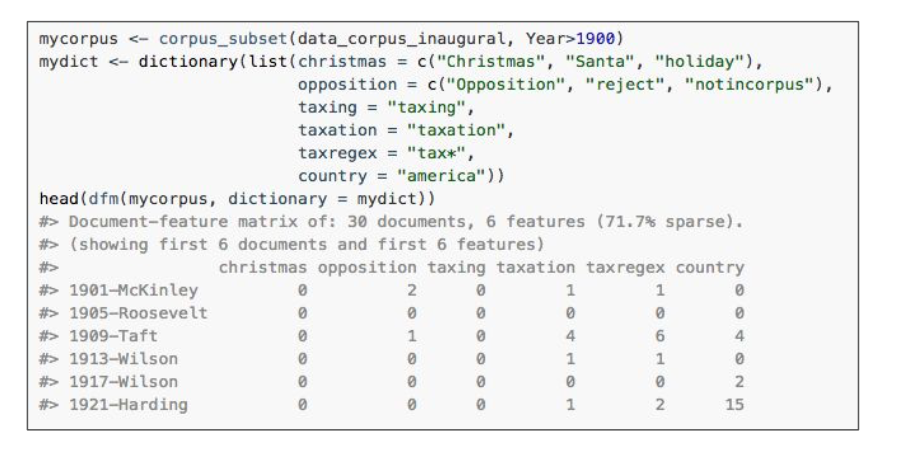 mycorpus <- corpus_subset(data_corpus_inaugural, Year>1900)
mydict <- dictionary(list(christmas = c("Christmas", "Santa", "holiday"),
                          opposition = c("Opposition", "reject", "notincorpus"),
                          taxing = "taxing",
                          taxation = "taxation",
                          taxregex = "tax*",
                          country = "america"))
head(dfm(mycorpus, dictionary = mydict))
#> Document-feature matrix of: 30 documents, 6 features (71.7% sparse).
#> (showing first 6 documents and first 6 features)
#>                 christmas opposition taxing taxation taxregex country
#> 1901-McKinley           0          2      0        1        1       0
#> 1905-Roosevelt          0          0      0        0        0       0
#> 1909-Taft               0          1      0        4        6       4
#> 1913-Wilson             0          0      0        1        1       0
#> 1917-Wilson             0          0      0        0        0       2
#> 1921-Harding            0          0      0        1        2      15